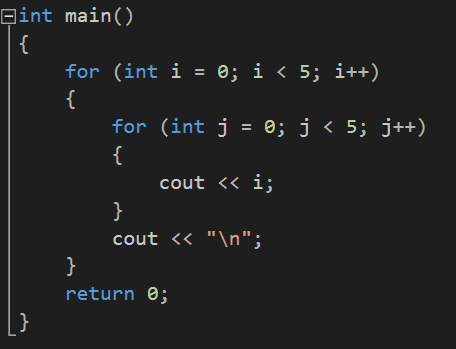 int main()
{
    for (int i = 0; i < 5; i++)
    {
        for (int j = 0; j < 5; j++)
        {
            cout << i;
        }
        cout << "\n";
    }
    return 0;
}